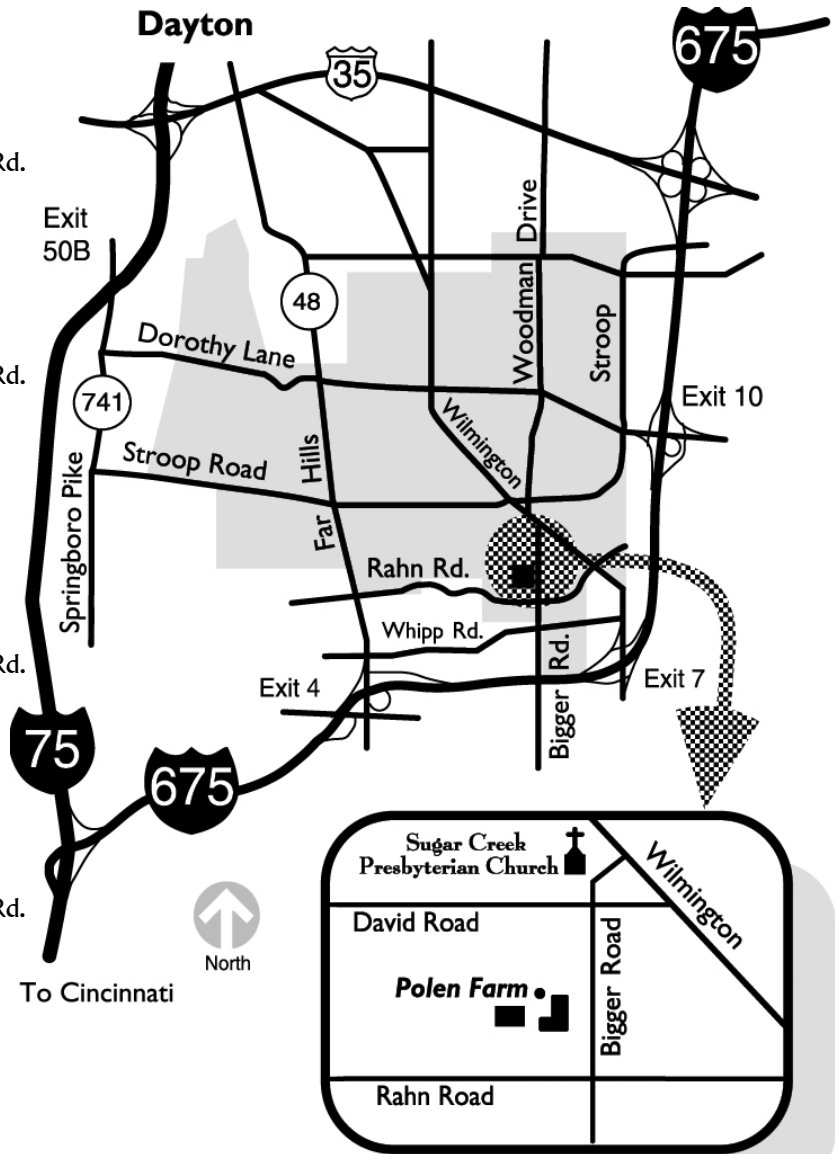 Dayton
675
35
Rd.
Exit
50B
Woodman Drive
48
Dorothy Lane
Stroop
Rd.
741
Exit 10
Wilmington
Stroop Road
Far Hills
Springboro Pike
Rahn Rd.
Whipp Rd.
Rd.
Exit 4
Exit 7
Bigger Rd.
75
675
Sugar Creek
Presbyterian Church
Wilmington
Rd.
David Road
North
Bigger Road
Polen Farm
To Cincinnati
Rahn Road